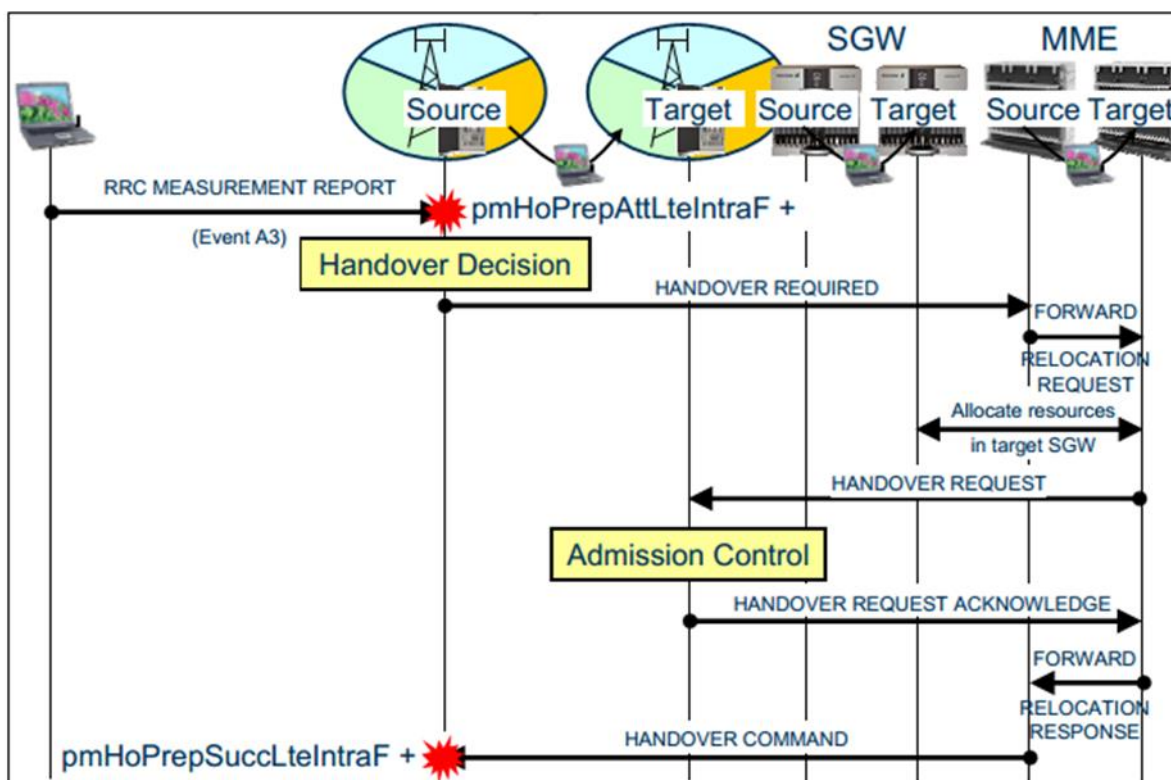 SGW
MME
Source
Target
Source
Target
Source
Target
RRC MEASUREMENT REPORT
pmHoPrepAttLteIntraF +
(Event A3)
Handover Decision
HANDOVER REQUIRED
FORWARD
RELOCATION
REQUEST
Allocate resources
in target SGW
HANDOVER REQUEST
Admission Control
HANDOVER REQUEST ACKNOWLEDGE
FORWARD
RELOCATION
RESPONSE
HANDOVER COMMAND
pmHoPrepSuccLteIntraF +